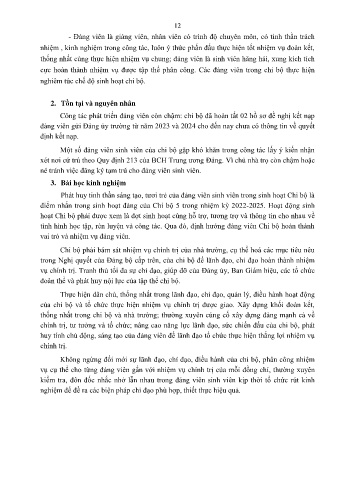 12
- Đảng viên là giảng viên, nhân viên có trình độ chuyên môn, có tinh thần trách
nhiệm , kinh nghiệm trong công tác, luôn ý thức phấn đấu thực hiện tốt nhiệm vụ đoàn kết,
thống nhất cùng thực hiện nhiệm vụ chung; đảng viên là sinh viên hăng hái, xung kích tích
cực hoàn thành nhiệm vụ được tập thể phân công. Các đảng viên trong chi bộ thực hiện
nghiêm túc chế độ sinh hoạt chi bộ.
2. Tồn tại và nguyên nhân
Công tác phát triển đảng viên còn chậm: chi bộ đã hoàn tất 02 hồ sơ đề nghị kết nạp
đảng viên gửi Đảng ủy trường từ năm 2023 và 2024 cho đến nay chưa có thông tin về quyết
định kết nạp.
Một số đảng viên sinh viên của chi bộ gặp khó khăn trong công tác lấy ý kiến nhận
xét nơi cư trú theo Quy định 213 của BCH Trung ương Đảng. Vì chủ nhà trọ còn chậm hoặc
né tránh việc đăng ký tạm trú cho đảng viên sinh viên.
3. Bài học kinh nghiệm
Phát huy tinh thần sáng tạo, tươi trẻ của đảng viên sinh viên trong sinh hoạt Chi bộ là
điểm nhấn trong sinh hoạt đảng của Chi bộ 5 trong nhiệm kỳ 2022-2025. Hoạt động sinh
hoạt Chi bộ phải được xem là đợt sinh hoạt cùng hỗ trợ, tương trợ và thông tin cho nhau về
tình hình học tập, rèn luyện và công tác. Qua đó, định hướng đảng viên Chi bộ hoàn thành
vai trò và nhiệm vụ đảng viên.
Chi bộ phải bám sát nhiệm vụ chính trị của nhà trường, cụ thể hoá các mục tiêu nêu
trong Nghị quyết của Đảng bộ cấp trên, của chi bộ để lãnh đạo, chỉ đạo hoàn thành nhiệm
vụ chính trị. Tranh thủ tối đa sự chỉ đạo, giúp đỡ của Đảng ủy, Ban Giám hiệu, các tổ chức
đoàn thể và phát huy nội lực của tập thể chi bộ.
Thực hiện dân chủ, thống nhất trong lãnh đạo, chỉ đạo, quản lý, điều hành hoạt động
của chi bộ và tổ chức thực hiện nhiệm vụ chính trị được giao. Xây dựng khối đoàn kết,
thống nhất trong chi bộ và nhà trường; thường xuyên củng cố xây dựng đảng mạnh cả về
chính trị, tư tưởng và tổ chức; nâng cao năng lực lãnh đạo, sức chiến đấu của chi bộ, phát
huy tính chủ động, sáng tạo của đảng viên để lãnh đạo tổ chức thực hiện thắng lợi nhiệm vụ
chính trị.
Không ngừng đổi mới sự lãnh đạo, chỉ đạo, điều hành của chi bộ, phân công nhiệm
vụ cụ thể cho từng đảng viên gắn với nhiệm vụ chính trị của mỗi đồng chí, thường xuyên
kiểm tra, đôn đốc nhắc nhở lẫn nhau trong đảng viên sinh viên kịp thời tổ chức rút kinh
nghiệm để đề ra các biện pháp chỉ đạo phù hợp, thiết thực hiệu quả.